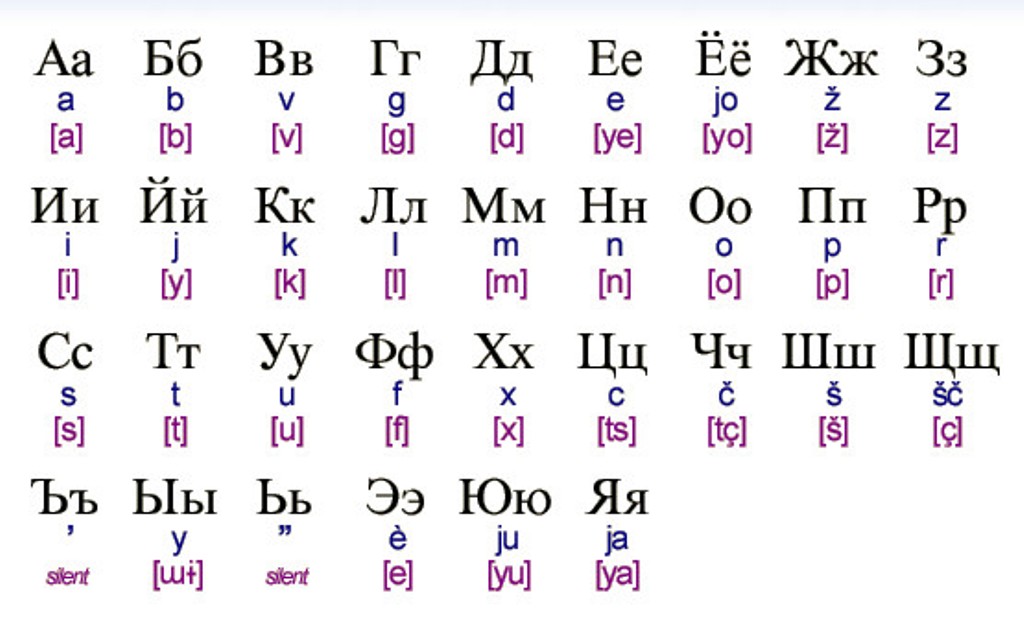 Аа Бб Вв Гг Дд Ее Ёё Жж Зз
a b v g d e jo ž z
[a] [b] [v] [g] [d] [ye] [yo] [ž] [z]
Ии Йй Кк Лл Мм Нн Оо Пп Рр
i j k l m n o p r
[i] [y] [k] [l] [m] [n] [o] [p] [r]
Сс Тт Уу Фф Хх Цц Чч Шш Щщ
s t u f x c č š šč
[s] [t] [u] [f] [x] [ts] [tç] [š] [ç]
Ъъ Ыы Ьь Ээ Юю Яя
’ y ” è ju ja
silent [ɯɨ] silent [e] [yu] [ya]